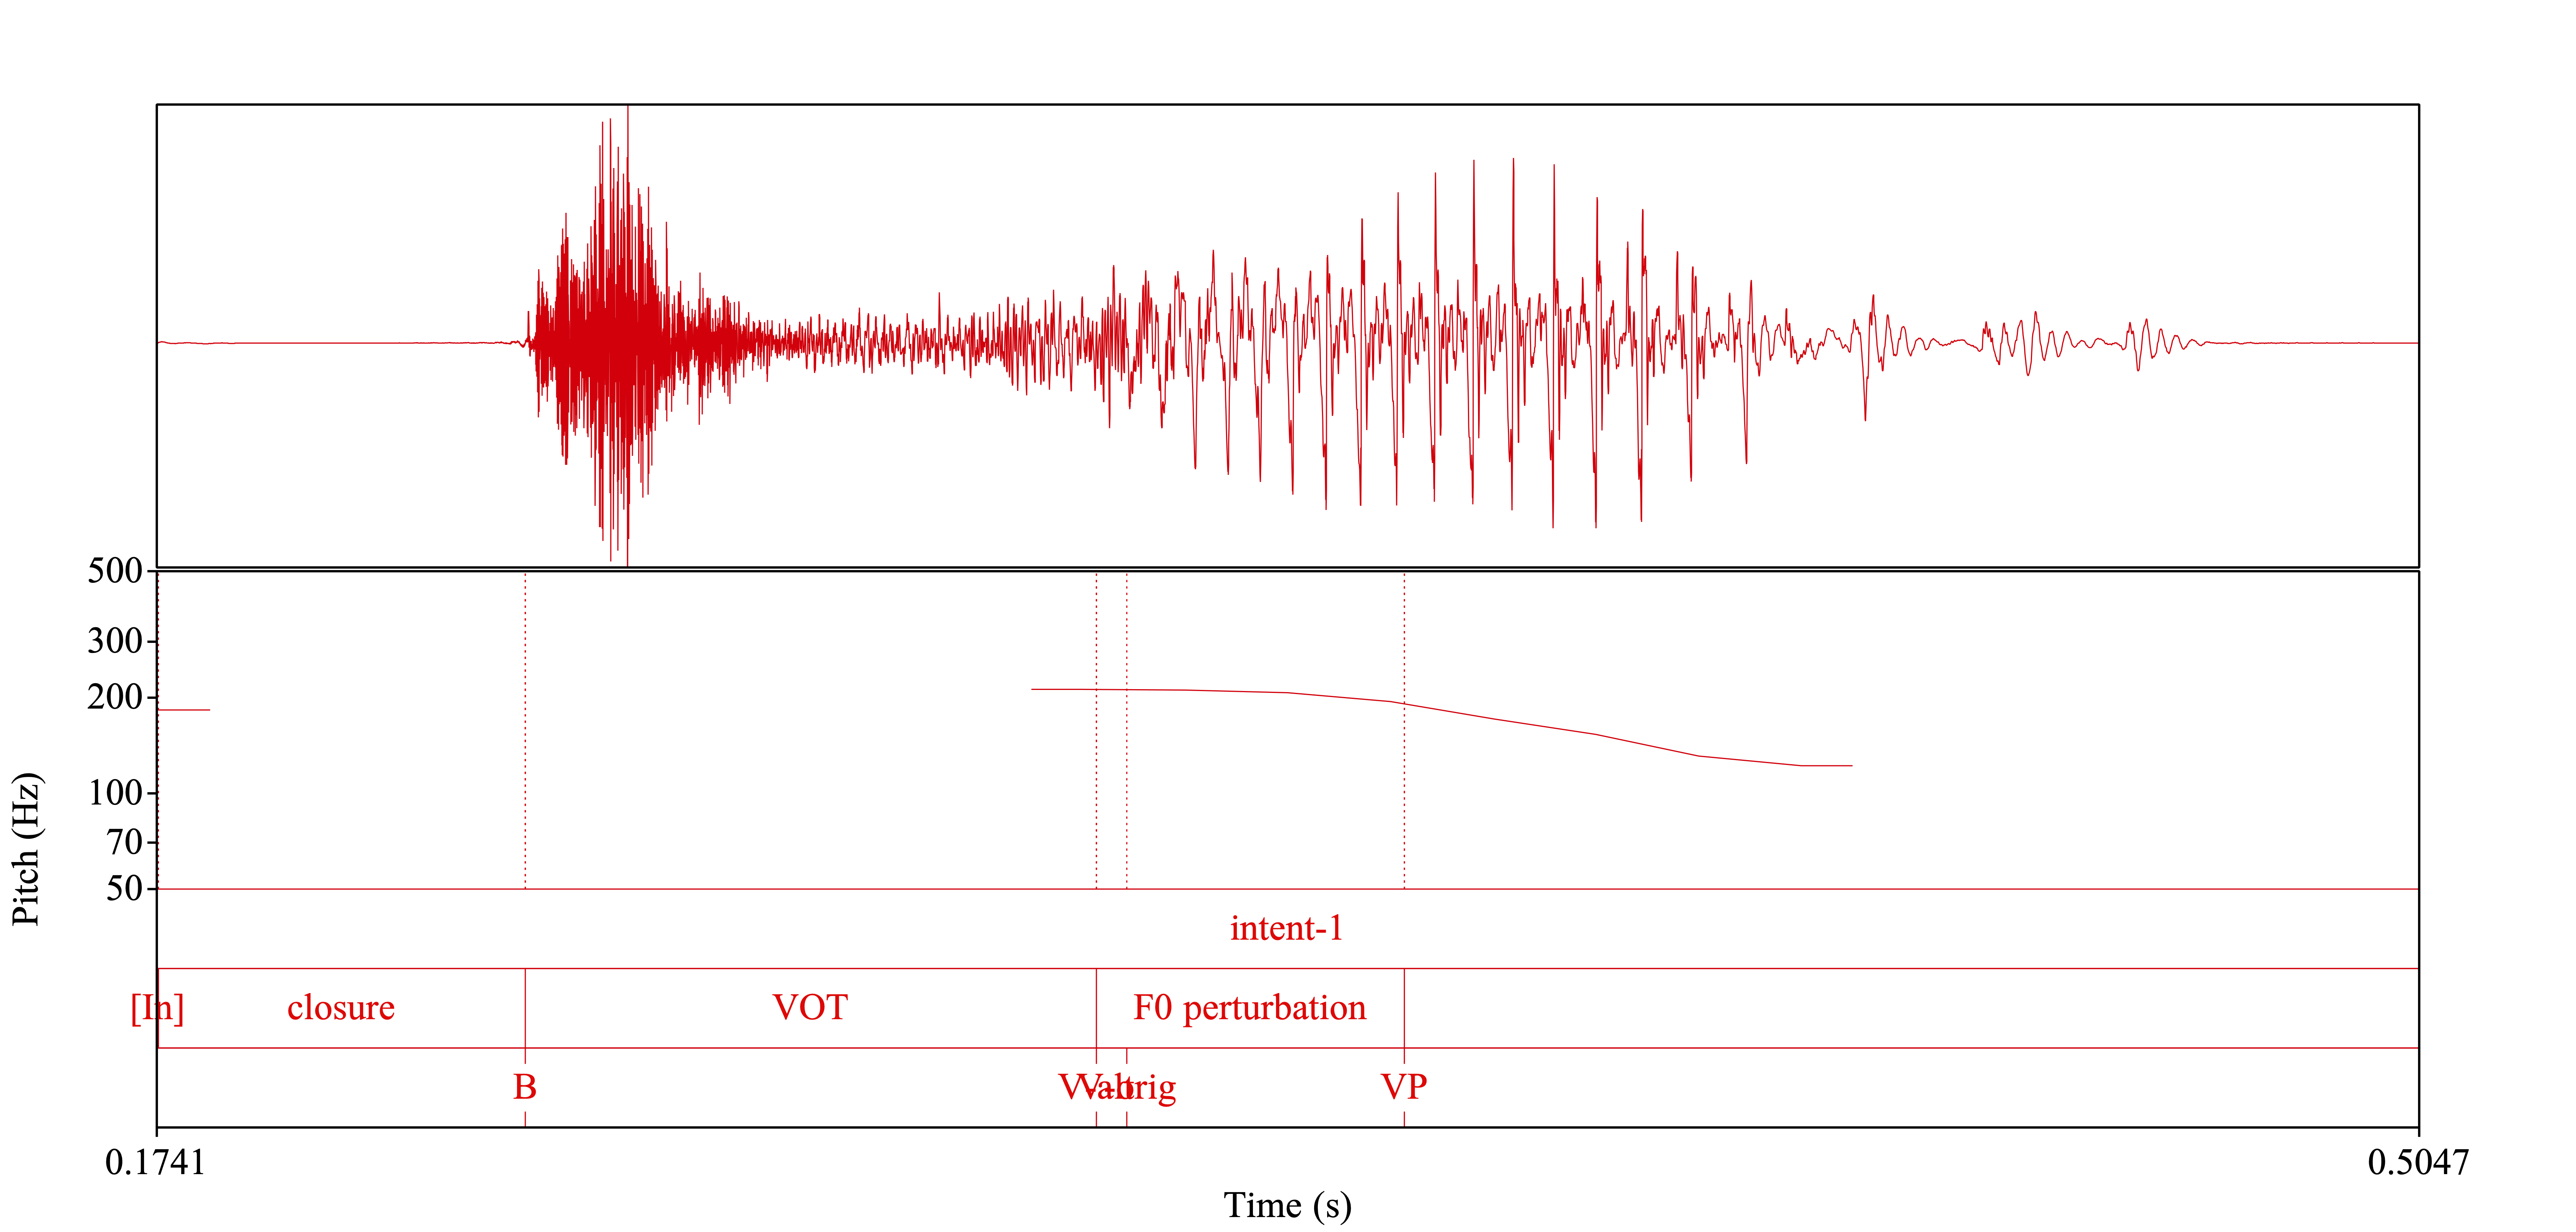 500
300
200
100
70
50
Pitch (Hz)
intent-1
[In] closure VOT F0 perturbation
B VP
0.1741 0.5047
Time (s)